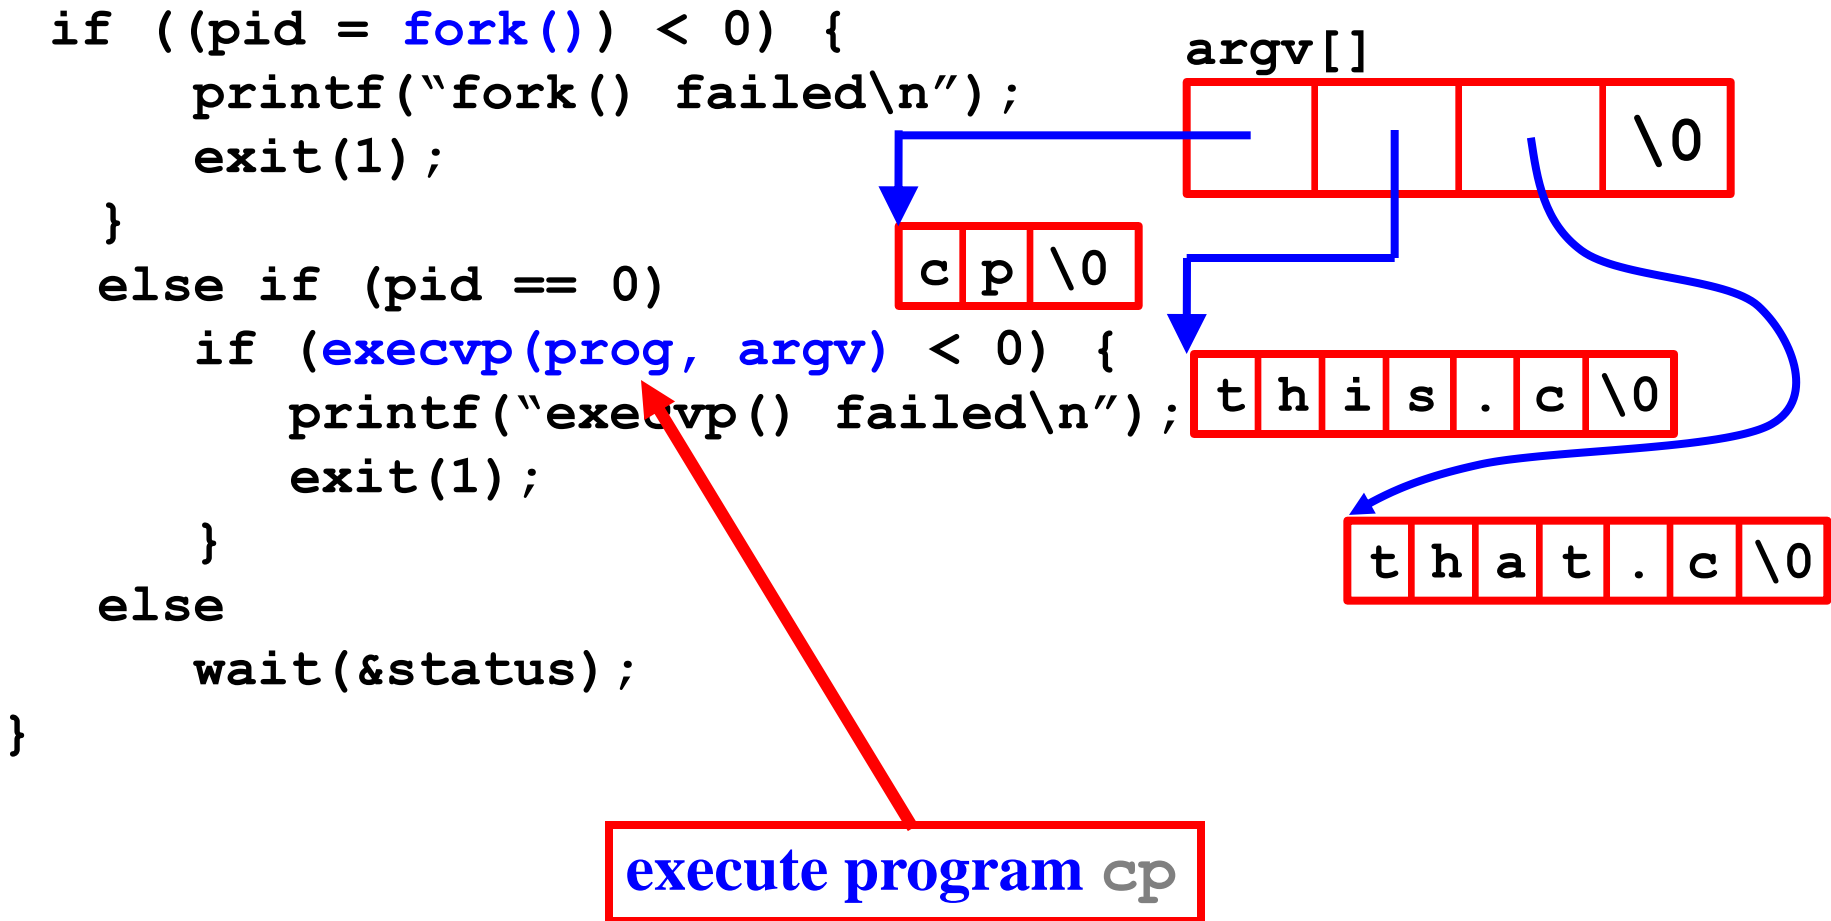 if ((pid = fork()) < 0) {
printf(“fork() failed\n”);
exit(1);
}
else if (pid == 0)
if (execvp(prog, argv) < 0) {
printf(“execvp() failed\n”);
exit(1);
}
else
wait(&status);
}
argv[]
\0
c p \0
t h i s . c \0
t h a t . c \0
execute program cp